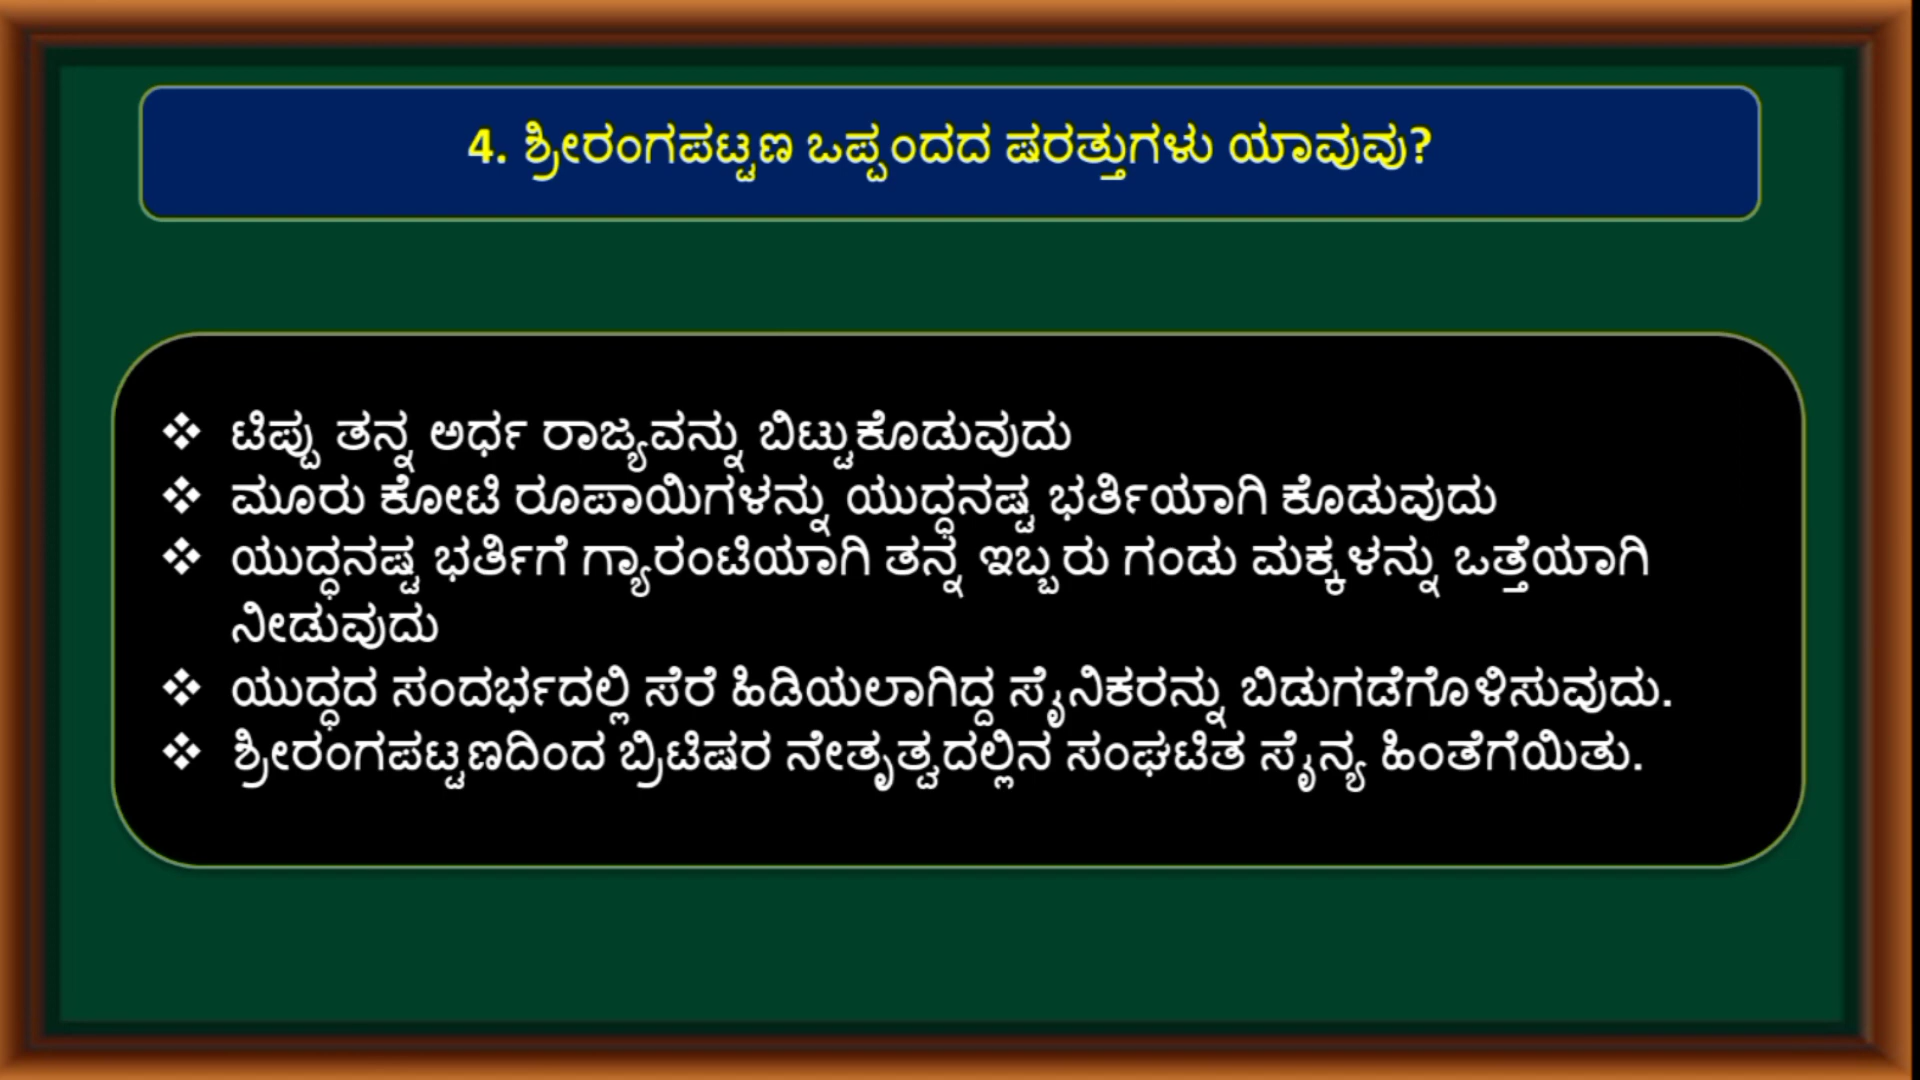 4. ಶ್ರೀರಂಗಪಟ್ಟಣ ಒಪ್ಪಂದದ ಷರತ್ತುಗಳು ಯಾವುವು?
❖ ಟಿಪ್ಪು ತನ್ನ ಅರ್ಧ ರಾಜ್ಯವನ್ನು ಬಿಟ್ಟುಕೊಡುವುದು
❖ ಮೂರು ಕೋಟಿ ರೂಪಾಯಿಗಳನ್ನು ಯುದ್ಧನಷ್ಟ ಭರ್ತಿಯಾಗಿ ಕೊಡುವುದು
❖ ಯುದ್ಧನಷ್ಟ ಭರ್ತಿಗೆ ಗ್ಯಾರಂಟಿಯಾಗಿ ತನ್ನ ಇಬ್ಬರು ಗಂಡು ಮಕ್ಕಳನ್ನು ಒತ್ತೆಯಾಗಿ
ನೀಡುವುದು
❖ ಯುದ್ಧದ ಸಂದರ್ಭದಲ್ಲಿ ಸೆರೆ ಹಿಡಿಯಲಾಗಿದ್ದ ಸೈನಿಕರನ್ನು ಬಿಡುಗಡೆಗೊಳಿಸುವುದು.
❖ ಶ್ರೀರಂಗಪಟ್ಟಣದಿಂದ ಬ್ರಿಟಿಷರ ನೇತೃತ್ವದಲ್ಲಿನ ಸಂಘಟಿತ ಸೈನ್ಯ ಹಿಂತೆಗೆಯಿತು.